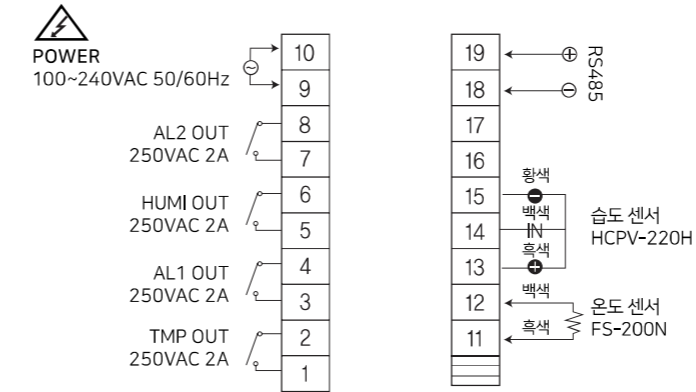 POWER
100~240VAC 50/60Hz
10
9
AL2 OUT
250VAC 2A
8
7
HUMI OUT
250VAC 2A
6
5
AL1 OUT
250VAC 2A
4
3
TMP OUT
250VAC 2A
2
1
19
18
RS485
17
16
15
황색
백색
14
IN
흑색
13
습도 센서
HCPV-220H
12
백색
11
흑색
온도 센서
FS-200N